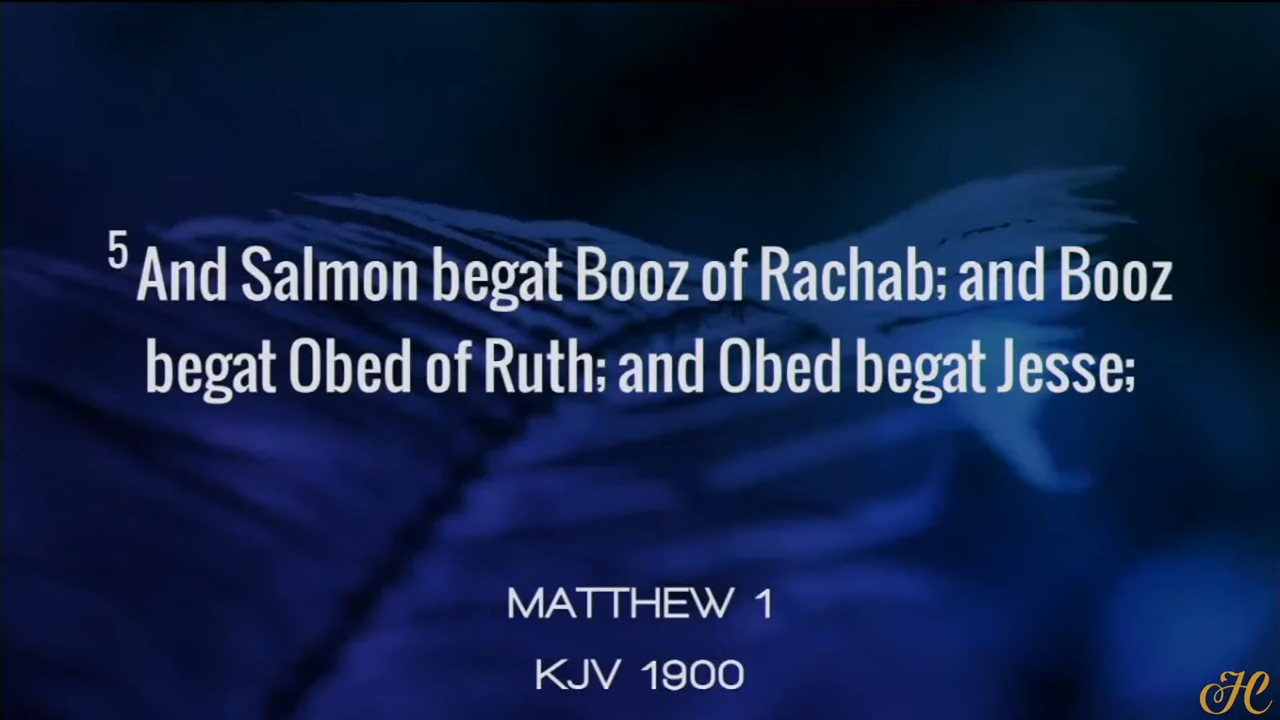 5 And Salmon begat Booz of Rachab; and Booz
begat Obed of Ruth; and Obed begat Jesse;
MATTHEW 1
KJV 1900
HC